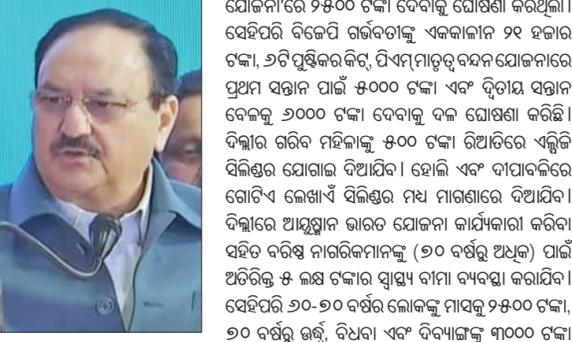 ଯୋଜନା'ରେ ୨୫୦୦ ଟଙ୍କା ଦେବାକୁ ଘୋଷଣା କରିଥିଲା।
ସେହିପରି ବିଜେପି ଗର୍ଭବତୀଙ୍କୁ ଏକକାଳୀନ ୨୧ ହଜାର
ଟଙ୍କା, ୬ଟି ପୁଷ୍ଟିକର କିଟ୍, ପିଏମ୍ ମାତୃତ୍ୱ ବନ୍ଦନ ଯୋଜନାରେ
ପ୍ରଥମ ସନ୍ତାନ ପାଇଁ ୫୦୦୦ ଟଙ୍କା ଏବଂ ଦ୍ୱିତୀୟ ସନ୍ତାନ
ବେଳକୁ ୬୦୦୦ ଟଙ୍କା ଦେବାକୁ ଦଳ ଘୋଷଣା କରିଛି।
ଦିଲ୍ଲୀର ଗରିବ ମହିଳାଙ୍କୁ ୫୦୦ ଟଙ୍କା ରିଆତିରେ ଏଲ୍ପିଜି
ସିଲିଣ୍ଡର ଯୋଗାଇ ଦିଆଯିବ। ହୋଲି ଏବଂ ଦୀପାବଳିରେ
ଗୋଟିଏ ଲେଖାଏଁ ସିଲିଣ୍ଡର ମଧ୍ୟ ମାଗଣାରେ ଦିଆଯିବ।
ଦିଲ୍ଲୀରେ ଆୟୁଷ୍ମାନ ଭାରତ ଯୋଜନା କାର୍ଯ୍ୟକାରୀ କରିବା
ସହିତ ବରିଷ୍ଠ ନାଗରିକମାନଙ୍କୁ (୭୦ ବର୍ଷରୁ ଅଧିକ) ପାଇଁ
ଅତିରିକ୍ତ ୫ ଲକ୍ଷ ଟଙ୍କାର ସ୍ୱାସ୍ଥ୍ୟ ବୀମା ବ୍ୟବସ୍ଥା କରାଯିବ।
ସେହିପରି ୬୦-୭୦ ବର୍ଷର ଲୋକଙ୍କୁ ମାସକୁ ୨୫୦୦ ଟଙ୍କା,
୭୦ ବର୍ଷରୁ ଊର୍ଦ୍ଧ୍ୱ, ବିଧବା ଏବଂ ଦିବ୍ୟାଙ୍ଗଙ୍କୁ ୩୦୦୦ ଟଙ୍କା